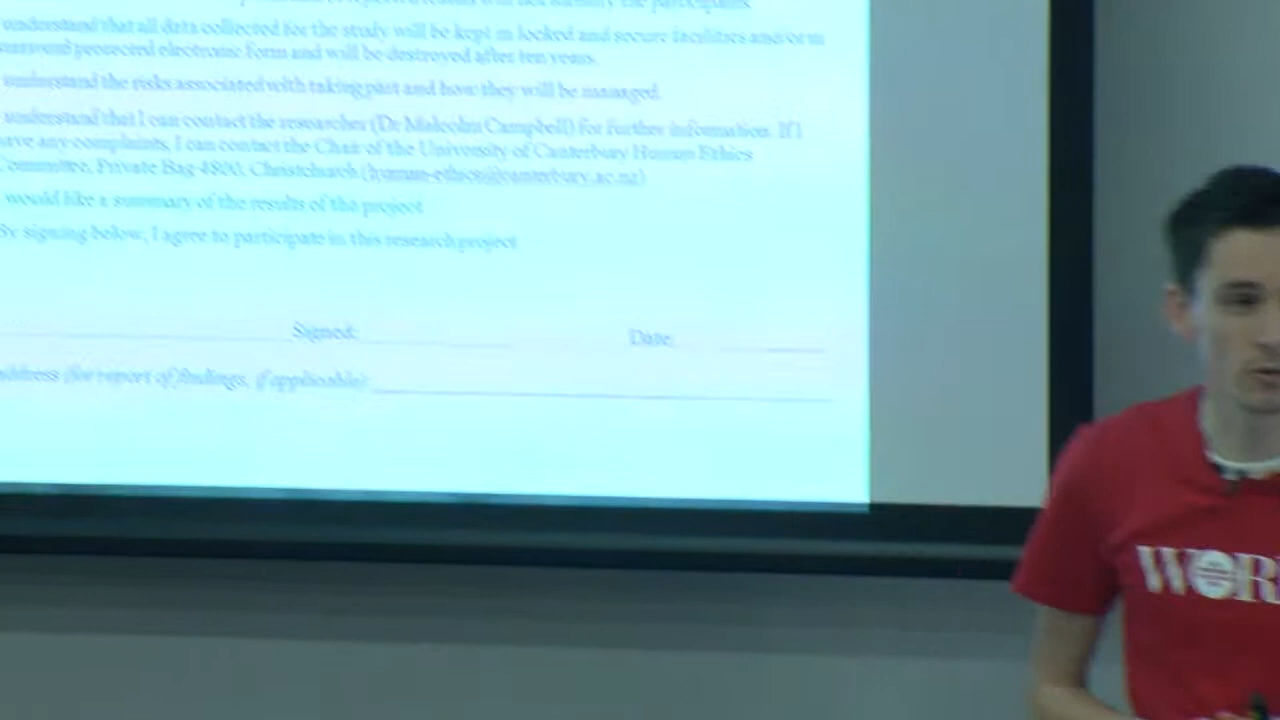 understand that all data collected for the study will be kept in locked and secure facilities and/or in
password protected electronic form and will be destroyed after ten years.
understand the risks associated with taking part and how they will be managed.
understand that I can contact the researcher (Dr Malcolm Campbell) for further information. If I
have any complaints, I can contact the Chair of the University of Canterbury Human Ethics
Committee, Private Bag 4800, Christchurch (human-ethics@canterbury.ac.nz)
would like a summary of the results of the project
By signing below, I agree to participate in this research project
Signed:
Date:
address (for report of findings, if applicable):
WOR